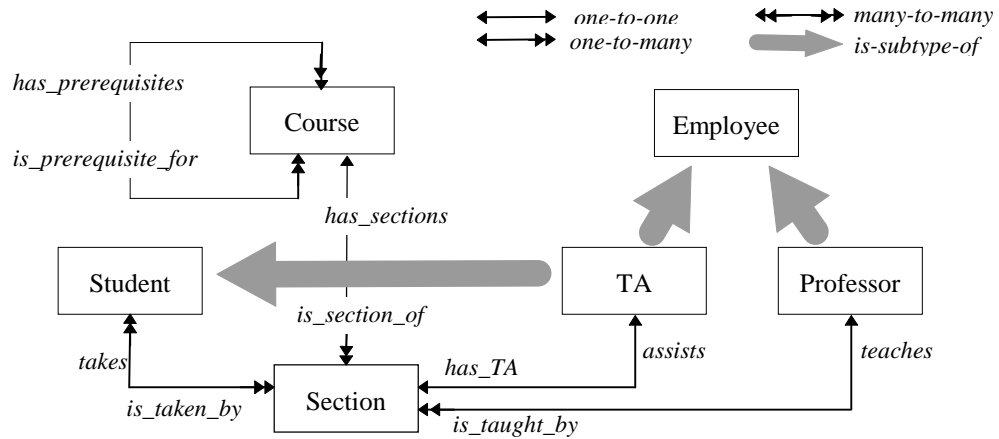 one-to-one
many-to-many
one-to-many
is-subtype-of
has_prerequisites
Course
Employee
is_prerequisite_for
has_sections
Student
TA
Professor
is_section_of
takes
has_TA
assists
teaches
is_taken_by
Section
is_taught_by